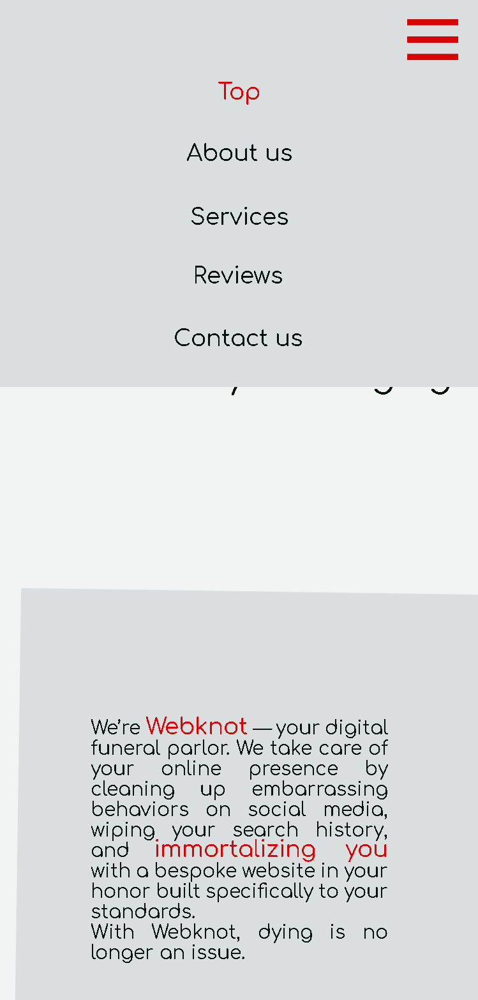 Top
About us
Services
Reviews
Contact us
We’re Webknot — your digital
funeral parlor. We take care of
your online presence by
cleaning up embarrassing
behaviors on social media,
wiping your search history,
and immortalizing you
with a bespoke website in your
honor built specifically to your
standards.
With Webknot, dying is no
longer an issue.